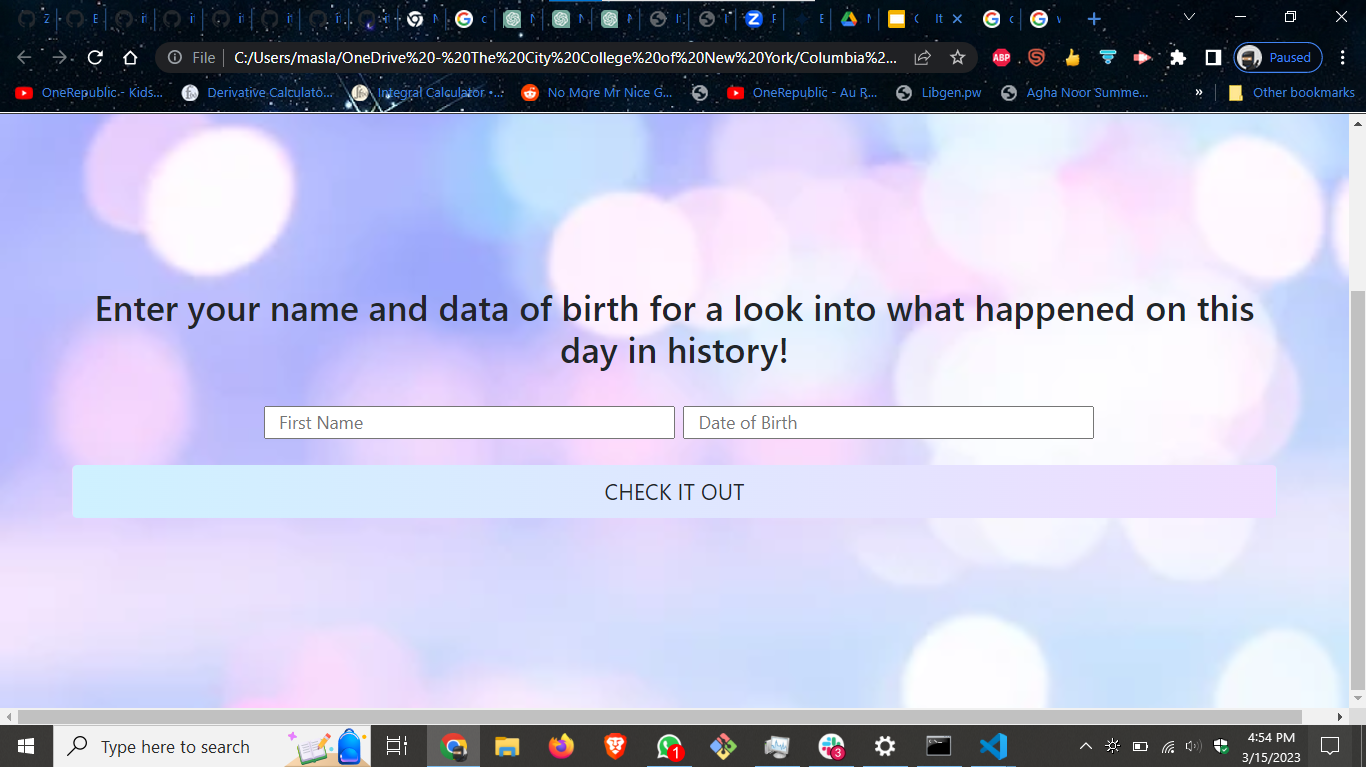 File
C:/Users/masla/OneDrive%20-%20The%20City%20College%20of%20New%20York/Columbia%2...
ABP
Paused
OneRepublic - Kids...
Derivative Calculato...
Integral Calculator -...
No More Mr Nice G...
OneRepublic - Au R...
Libgen.pw
Agha Noor Summe...
»
Other bookmarks
Enter your name and data of birth for a look into what happened on this
day in history!
First Name
Date of Birth
CHECK IT OUT
Type here to search
1
3
4:54 PM
3/15/2023